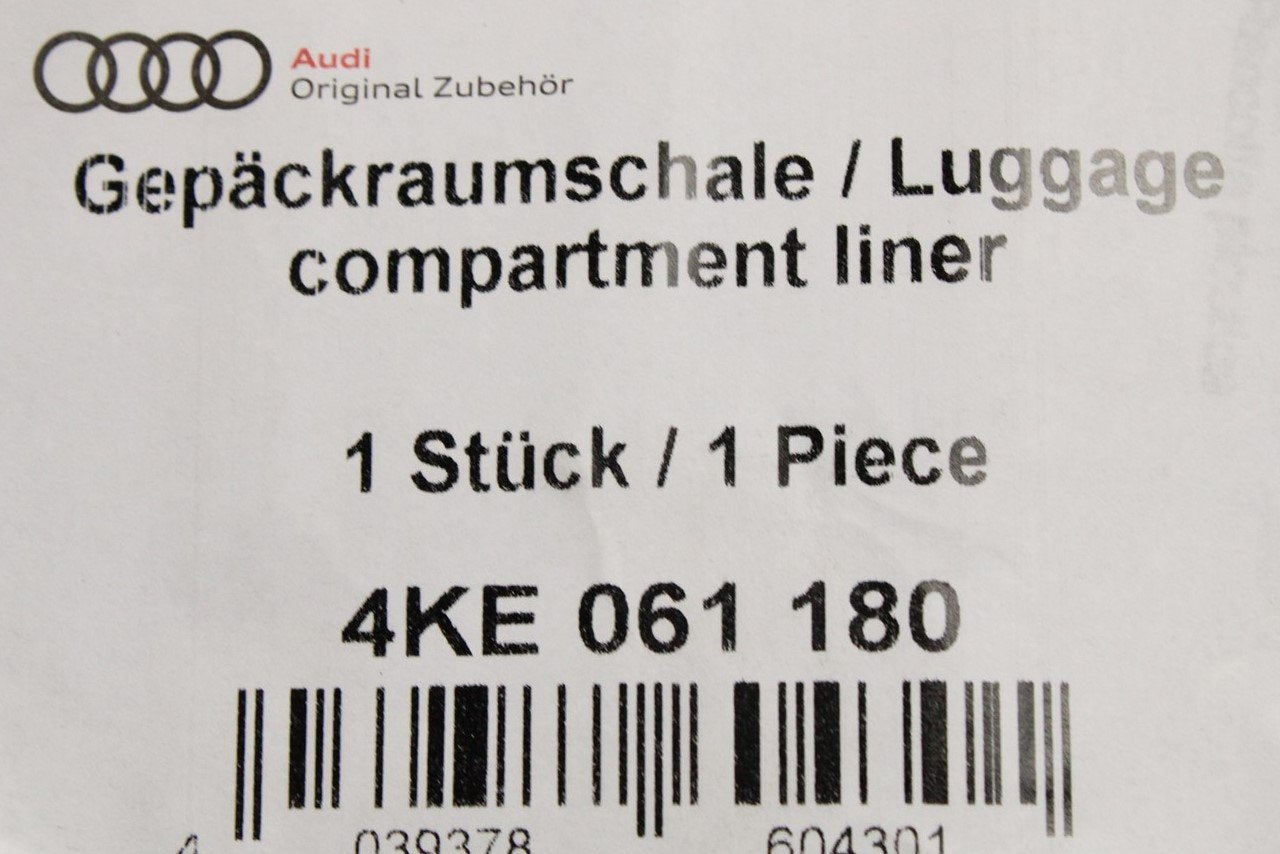 Audi
Original Zubehör
Gepäckraumschale / Luggage
compartment liner
1 Stück / 1 Piece
4KE 061 180
4 039378 604301